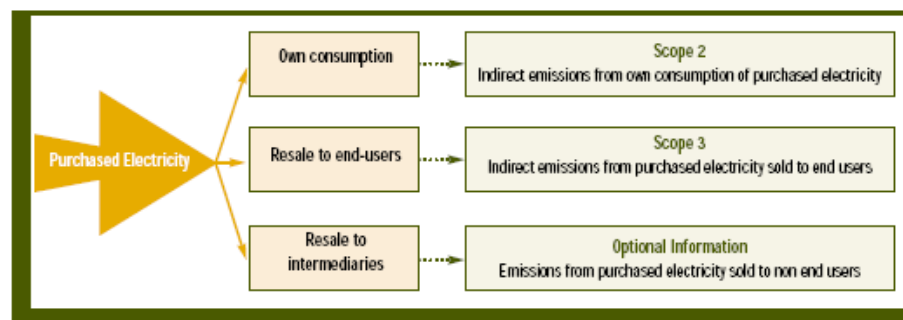 Purchased Electricity
Own consumption
Scope 2
Indirect emissions from own consumption of purchased electricity
Resale to end-users
Scope 3
Indirect emissions from purchased electricity sold to end users
Resale to
intermediaries
Optional Information
Emissions from purchased electricity sold to non end users